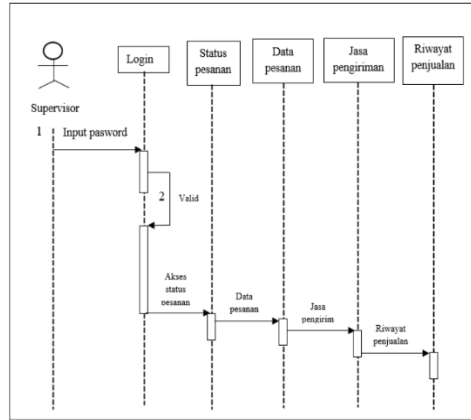 Login
Status
pesanan
Data
pesanan
Jasa
pengiriman
Riwayat
penjualan
Supervisor
1 Input pasword
2 Valid
Akses
status
pesanan
Data
pesanan
Jasa
pengirim
Riwayat
penjualan